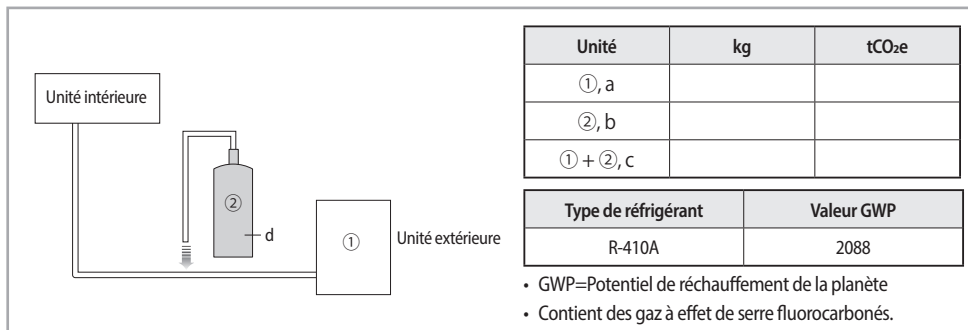 Unité intérieure
②
d
①
Unité extérieure
Unité kg tCO₂e
①, a
②, b
① + ②, c
Type de réfrigérant Valeur GWP
R-410A 2088
• GWP=Potentiel de réchauffement de la planète
• Contient des gaz à effet de serre fluorocarbonés.